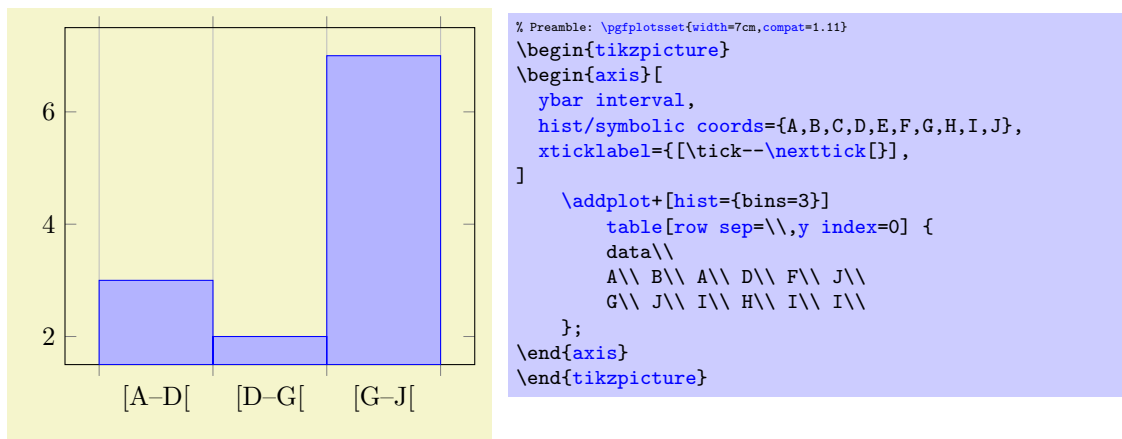 6
4
2
[A–D[ [D–G[ [G–J[
% Preamble: \pgfplotsset{width=7cm,compat=1.11}
\begin{tikzpicture}
\begin{axis}[
  ybar interval,
  hist/symbolic coords={A,B,C,D,E,F,G,H,I,J},
  xticklabel={[\tick--\nexttick[}],
]
    \addplot+[hist={bins=3}]
        table[row sep=\\,y index=0] {
        data\\
        A\\ B\\ A\\ D\\ F\\ J\\
        G\\ J\\ I\\ H\\ I\\ I\\
    };
\end{axis}
\end{tikzpicture}